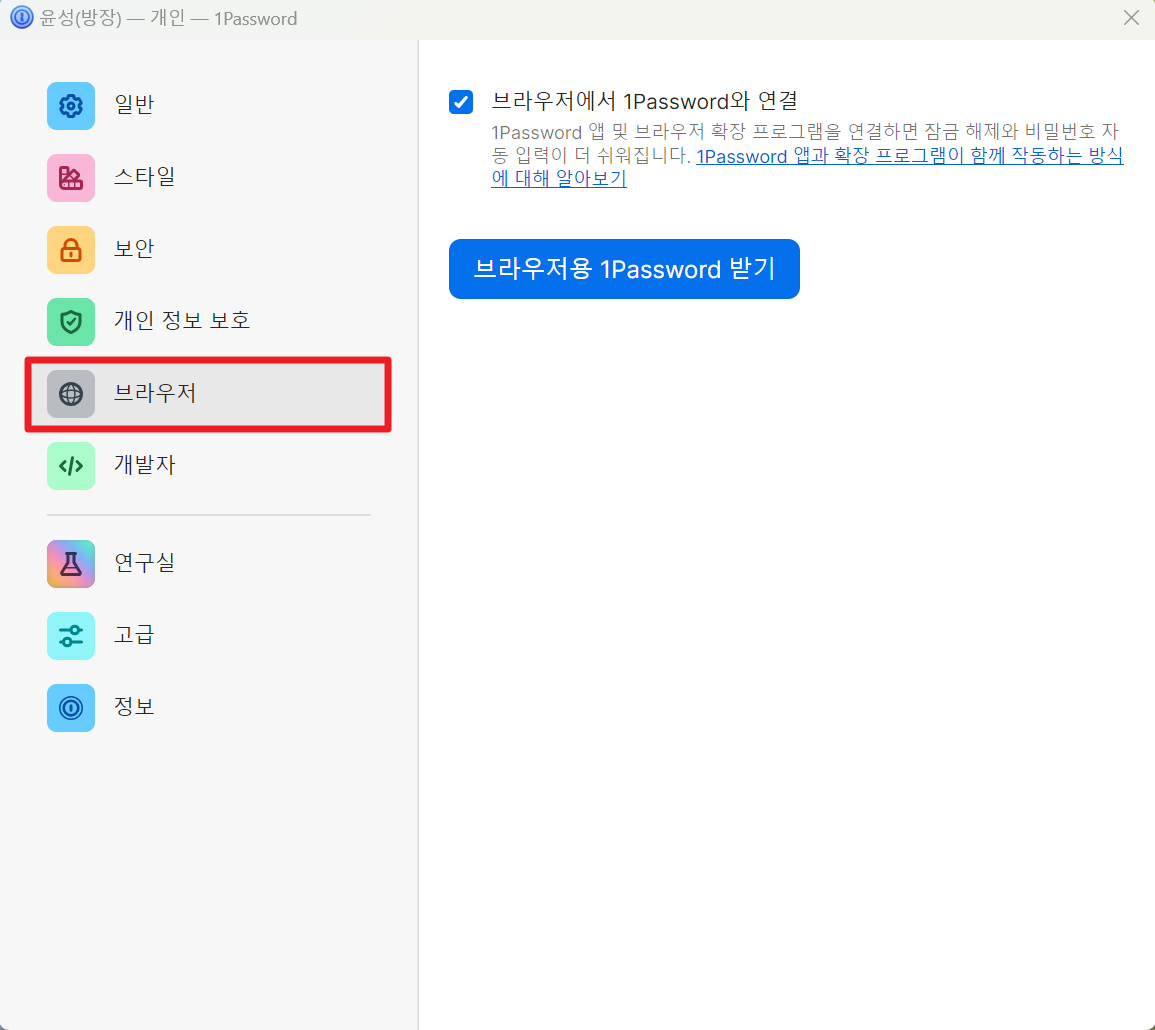 윤성(방장) — 개인 — 1Password
일반
스타일
보안
개인 정보 보호
브라우저
개발자
연구실
고급
정보
브라우저에서 1Password와 연결
1Password 앱 및 브라우저 확장 프로그램을 연결하면 잠금 해제와 비밀번호 자
동 입력이 더 쉬워집니다. 1Password 앱과 확장 프로그램이 함께 작동하는 방식
에 대해 알아보기
브라우저용 1Password 받기